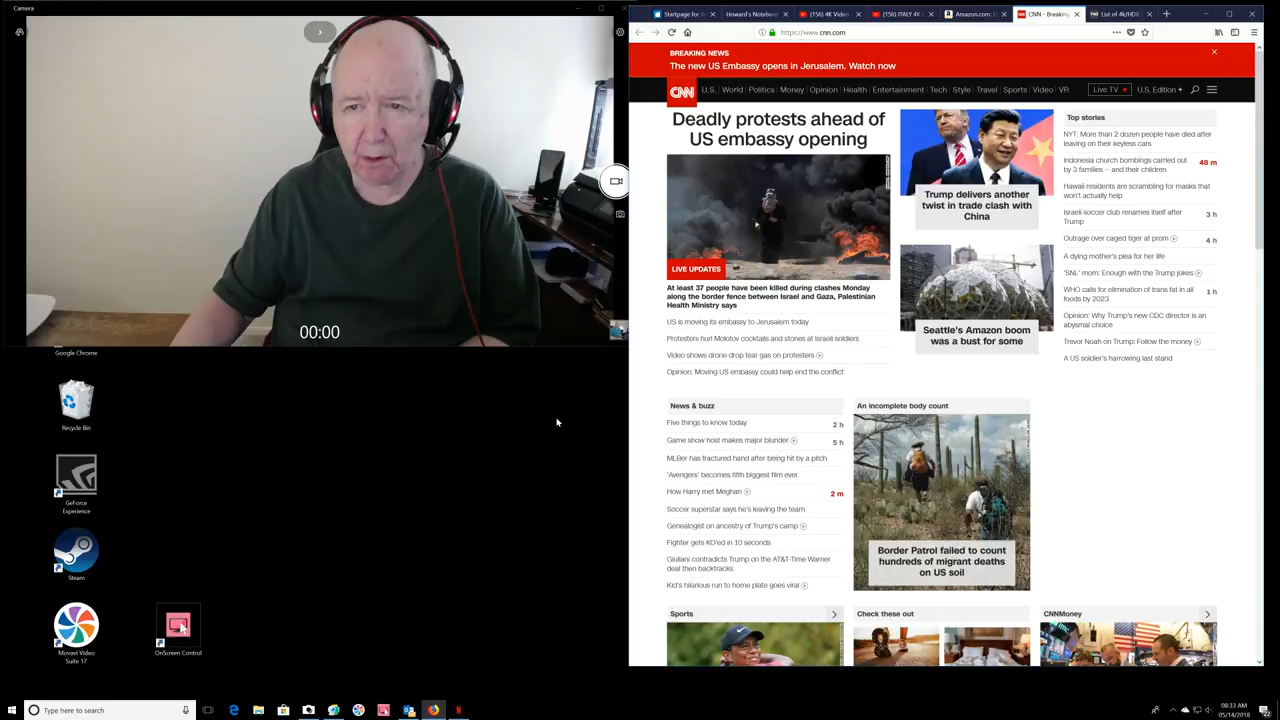 Camera
00:00
Google Chrome
Recycle Bin
GeForce
Experience
Steam
Movavi Video
Suite 17
OnScreen Control
Howard's Notebook
(156) 4K Video
(156) ITALY 4K
CNN - Breaking
List of 4k/HDR
https://www.cnn.com
BREAKING NEWS
The new US Embassy opens in Jerusalem. Watch now
CNN
U.S. World Politics Money Opinion Health Entertainment Tech Style Travel Sports Video VR
Live TV
U.S. Edition +
Deadly protests ahead of
US embassy opening
LIVE UPDATES
At least 37 people have been killed during clashes Monday
along the border fence between Israel and Gaza, Palestinian
Health Ministry says
US is moving its embassy to Jerusalem today
Protesters hurl Molotov cocktails and stones at Israeli soldiers
Video shows drone drop tear gas on protesters
Opinion: Moving US embassy could help end the conflict
Trump delivers another
twist in trade clash with
China
Seattle's Amazon boom
was a bust for some
Top stories
NYT: More than 2 dozen people have died after
leaving on their keyless cars
Indonesia church bombings carried out
by 3 families -- and their children
48 m
Hawaii residents are scrambling for masks that
won't actually help
Israeli soccer club renames itself after
Trump
3 h
Outrage over caged tiger at prom
4 h
A dying mother's plea for her life
'SNL' mom: Enough with the Trump jokes
WHO calls for elimination of trans fat in all
foods by 2023
1 h
Opinion: Why Trump's new CDC director is an
abysmal choice
Trevor Noah on Trump: Follow the money
A US soldier's harrowing last stand
News & buzz
Five things to know today
2 h
Game show host makes major blunder
5 h
MLBer has fractured hand after being hit by a pitch
'Avengers' becomes fifth biggest film ever
How Harry met Meghan
2 m
Soccer superstar says he's leaving the team
Genealogist on ancestry of Trump's camp
Fighter gets KO'ed in 10 seconds
Giuliani contradicts Trump on the AT&T-Time Warner
deal then backtracks
Kid's hilarious run to home plate goes viral
An incomplete body count
Border Patrol failed to count
hundreds of migrant deaths
on US soil
Sports
Check these out
CNNMoney
Type here to search
08:33 AM
05/14/2018